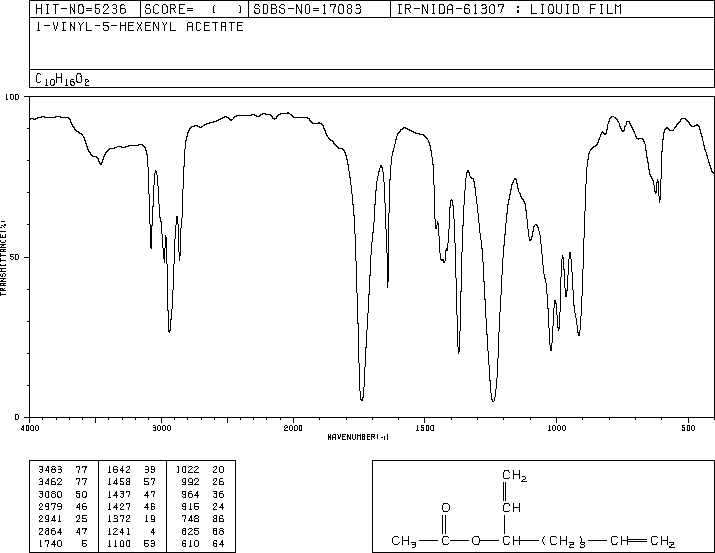 HIT-NO=5236 SCORE= ( ) SDBS-NO=17083 IR-NIDA-61307 : LIQUID FILM
1-VINYL-5-HEXENYL ACETATE
C10H16O2
100
50
0
TRANSMITTANCE(%)
4000 3000 2000 1500 1000 500
WAVENUMBER(-1)
3483 77 1642 39 1022 20
3462 77 1458 57 992 26
3080 50 1437 47 964 36
2979 46 1427 46 915 24
2941 25 1372 19 748 86
2864 47 1241 4 625 68
1740 5 1100 53 610 64
CH2
O CH
CH3 C O CH (CH2)3 CH CH2